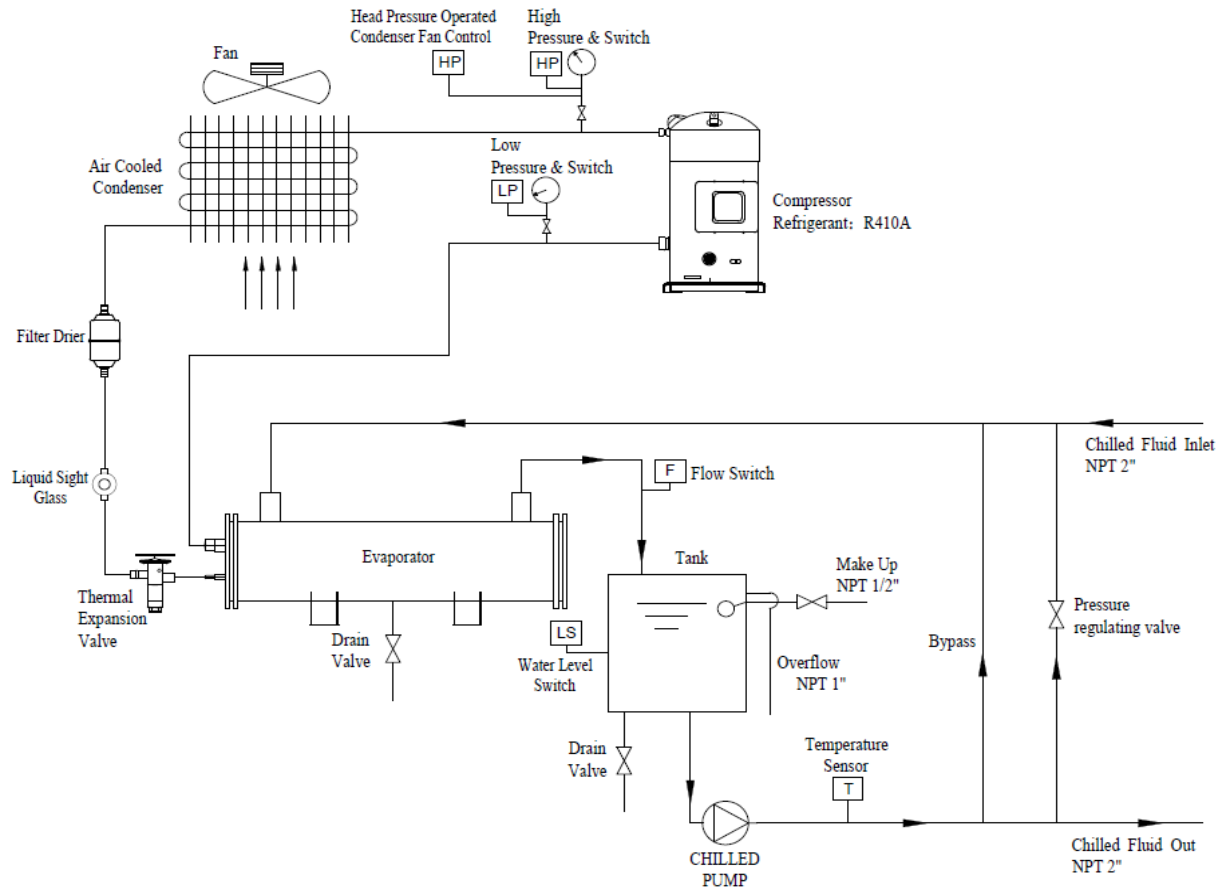 Head Pressure Operated
Condenser Fan Control
High
Pressure & Switch
Fan
HP
HP
Low
Pressure & Switch
LP
Air Cooled
Condenser
Compressor
Refrigerant：R410A
Filter Drier
Chilled Fluid Inlet
NPT 2"
Liquid Sight
Glass
F
Flow Switch
Evaporator
Tank
Make Up
NPT 1/2"
Thermal
Expansion
Valve
Drain
Valve
LS
Water Level
Switch
Overflow
NPT 1"
Bypass
Pressure
regulating valve
Drain
Valve
Temperature
Sensor
T
CHILLED
PUMP
Chilled Fluid Out
NPT 2"